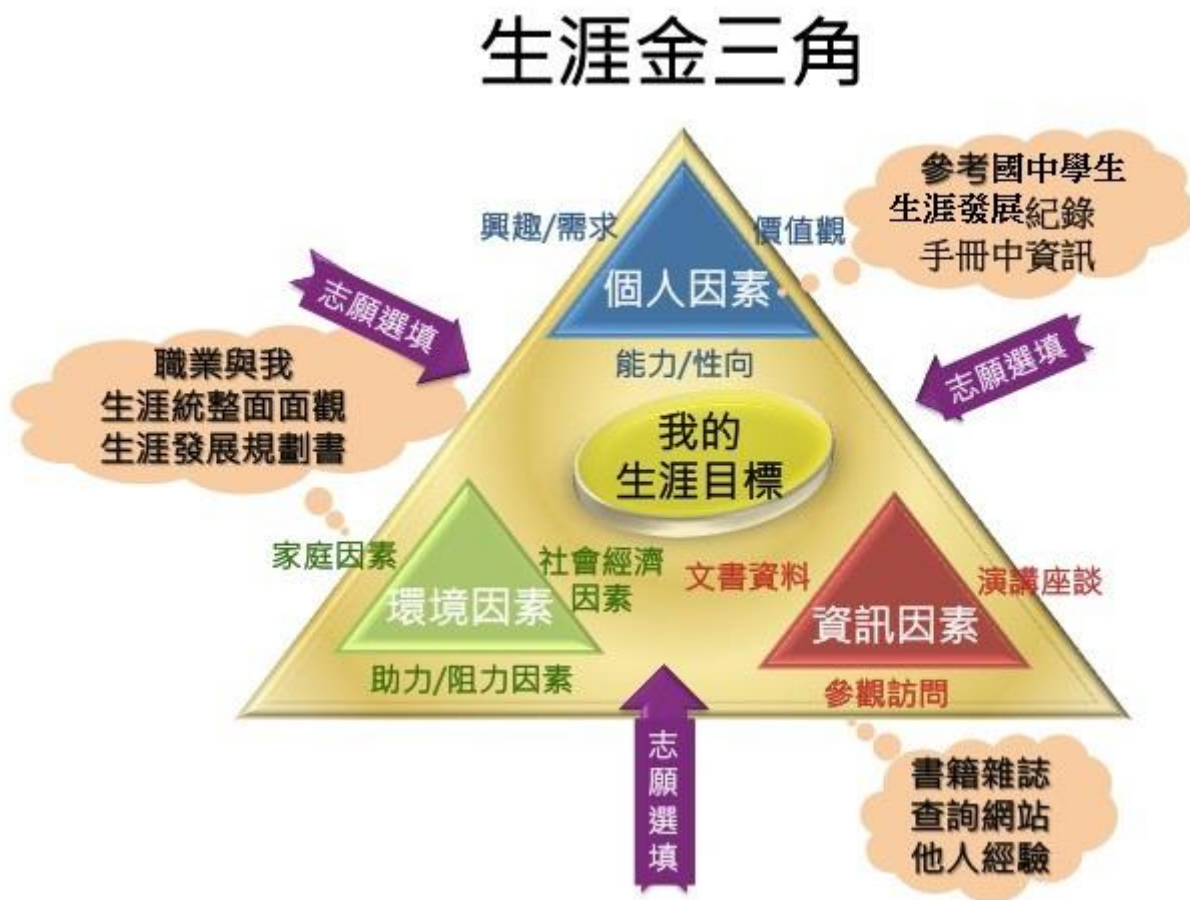 生涯金三角
參考國中學生
生涯發展紀錄
手冊中資訊
興趣/需求
價值觀
個人因素
志願選填
志願選填
能力/性向
職業與我
生涯統整面面觀
生涯發展規劃書
我的
生涯目標
家庭因素
社會經濟
因素
環境因素
助力/阻力因素
文書資料
演講座談
資訊因素
參觀訪問
志願選填
書籍雜誌
查詢網站
他人經驗